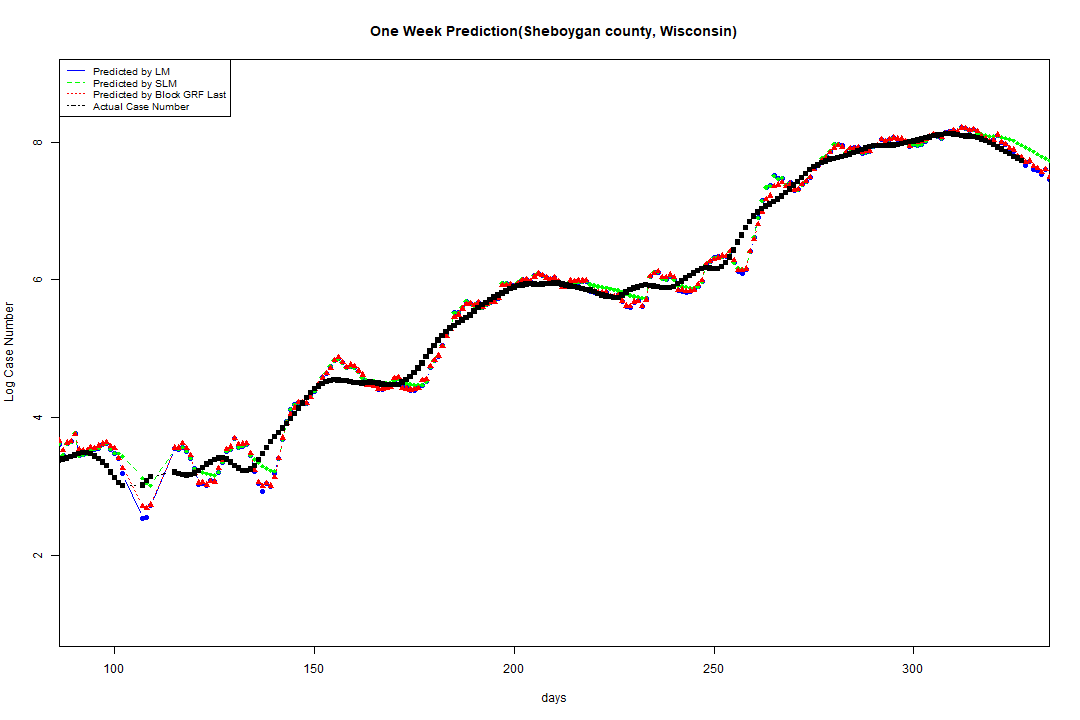 One Week Prediction(Sheboygan county, Wisconsin)
Predicted by LM
Predicted by SLM
Predicted by Block GRF Last
Actual Case Number
8
6
4
2
Log Case Number
100 150 200 250 300
days